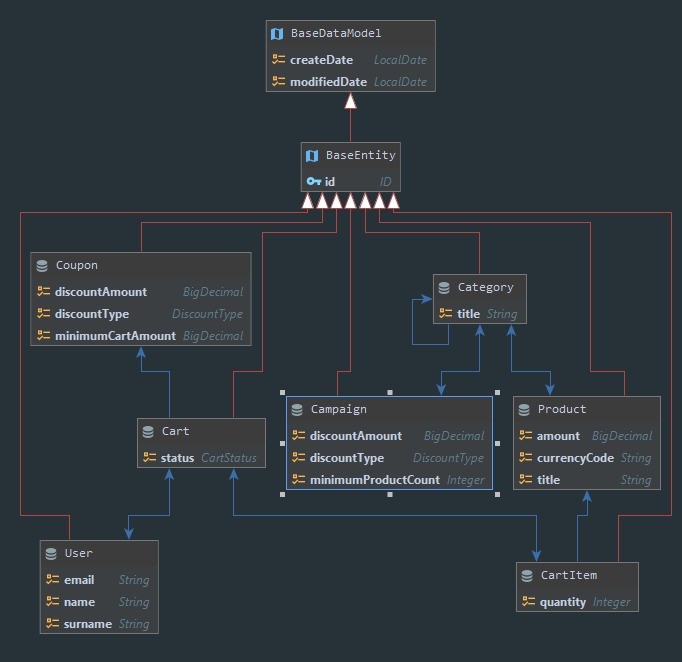 BaseDataModel
createDate LocalDate
modifiedDate LocalDate
BaseEntity
id ID
Coupon
discountAmount BigDecimal
discountType DiscountType
minimumCartAmount BigDecimal
Category
title String
Campaign
discountAmount BigDecimal
discountType DiscountType
minimumProductCount Integer
Product
amount BigDecimal
currencyCode String
title String
Cart
status CartStatus
User
email String
name String
surname String
CartItem
quantity Integer